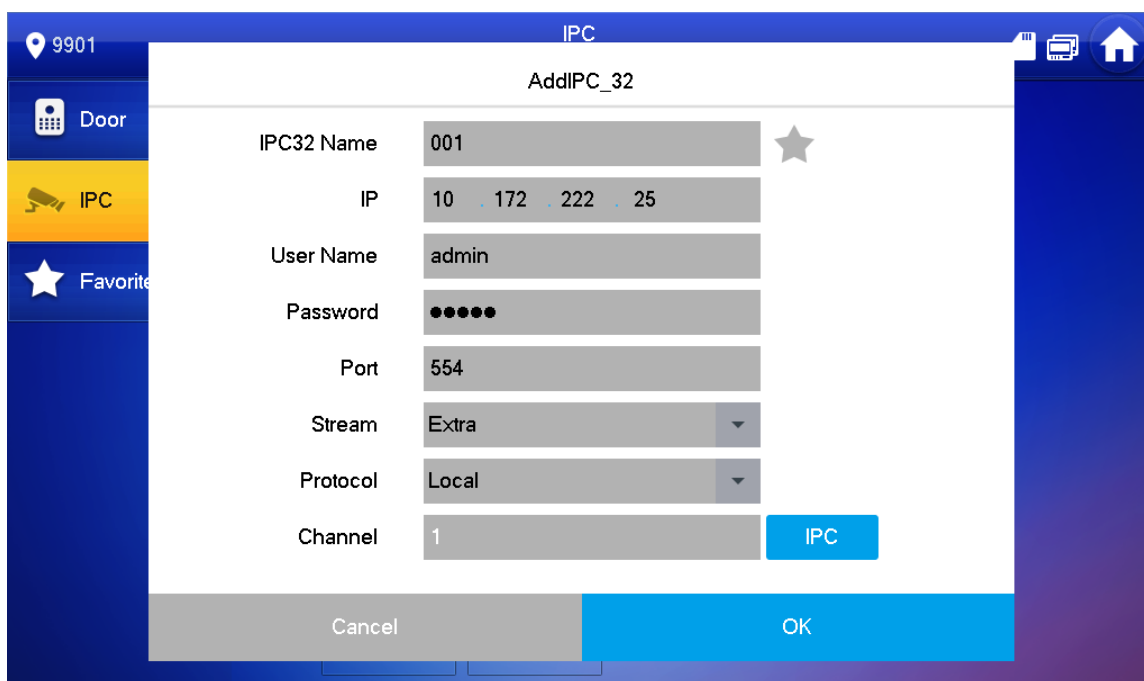 IPC
9901
AddIPC_32
Door
IPC32 Name 001
IP 10 . 172 . 222 . 25
IPC
User Name admin
Favorite
Password ●●●●●
Port 554
Stream Extra
Protocol Local
Channel 1 IPC
Cancel OK